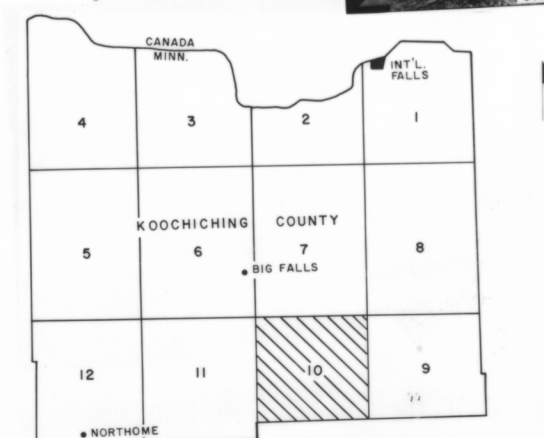 CANADA
MINN.
INT'L.
FALLS
4
3
2
1
KOOCHICHING COUNTY
5
6
7
8
BIG FALLS
12
11
10
9
NORTHOME